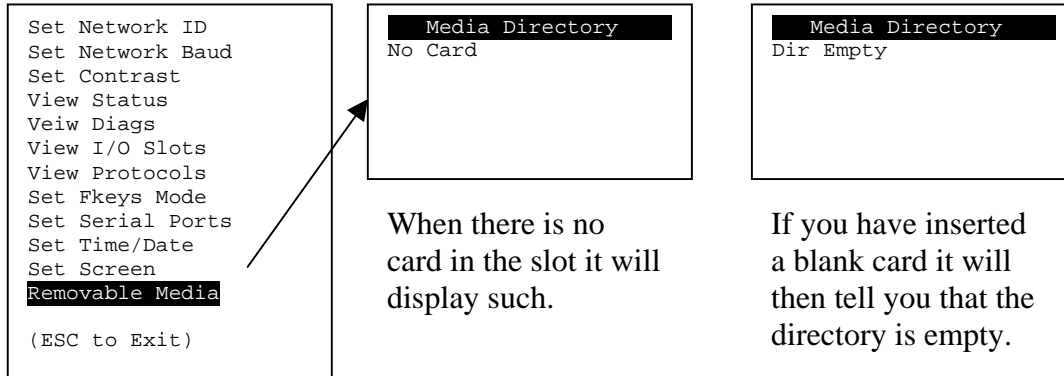 Set Network ID
Set Network Baud
Set Contrast
View Status
Veiw Diags
View I/O Slots
View Protocols
Set Fkeys Mode
Set Serial Ports
Set Time/Date
Set Screen
Removable Media
(ESC to Exit)
Media Directory
No Card
When there is no
card in the slot it will
display such.
Media Directory
Dir Empty
If you have inserted
a blank card it will
then tell you that the
directory is empty.